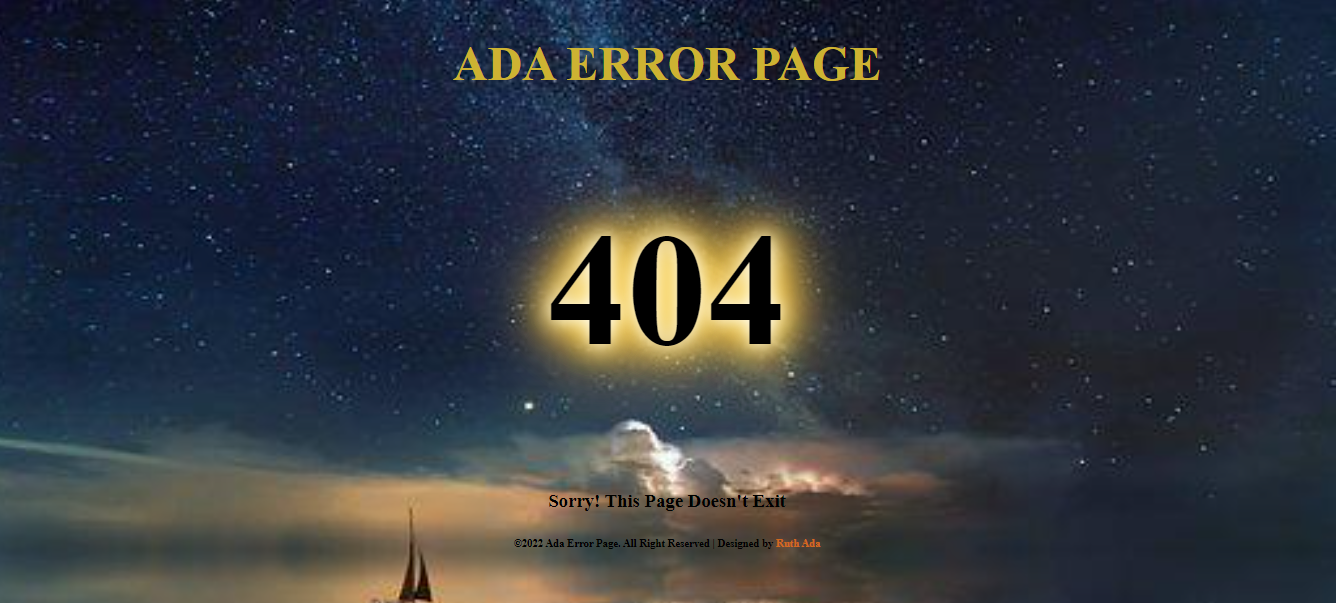 ADA ERROR PAGE
404
Sorry! This Page Doesn't Exit
©2022 Ada Error Page. All Right Reserved | Designed by Ruth Ada